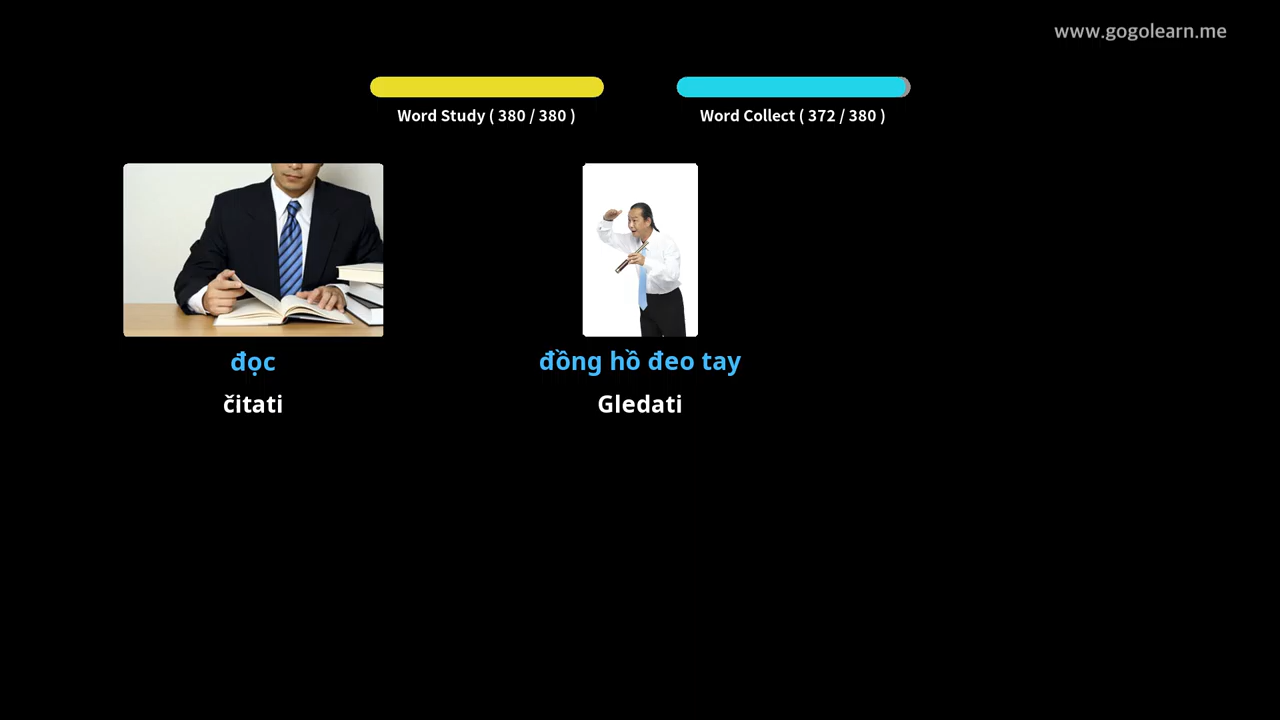 www.gogolearn.me
Word Study ( 380 / 380 )
Word Collect ( 372 / 380 )
đọc
đồng hồ đeo tay
čitati
Gledati